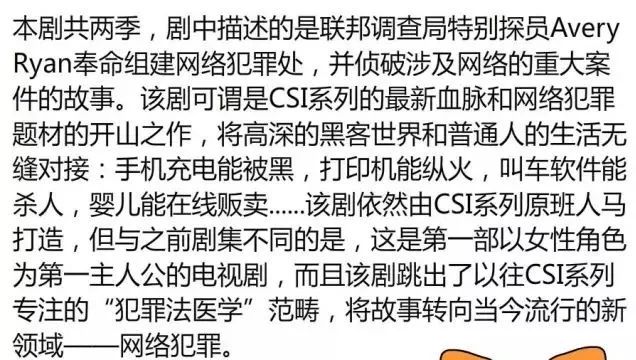 本剧共两季，剧中描述的是联邦调查局特别探员Avery
Ryan奉命组建网络犯罪处，并侦破涉及网络的重大案
件的故事。该剧可谓是CSI系列的最新血脉和网络犯罪
题材的开山之作，将高深的黑客世界和普通人的生活无
缝对接：手机充电能被黑，打印机能纵火，叫车软件能
杀人，婴儿能在线贩卖......该剧依然由CSI系列原班人马
打造，但与之前剧集不同的是，这是第一部以女性角色
为第一主人公的电视剧，而且该剧跳出了以往CSI系列
专注的“犯罪法医学”范畴，将故事转向当今流行的新
领域——网络犯罪。